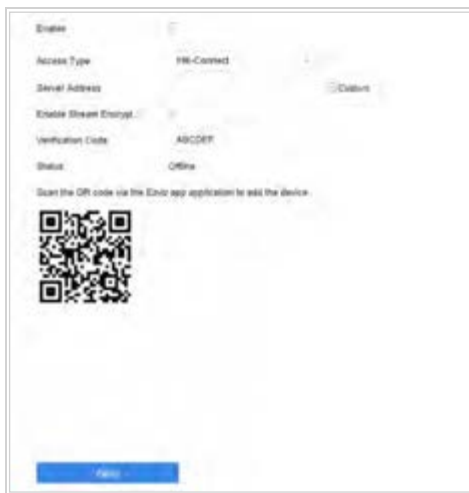 Enable
Access Type Hik-Connect
Server Address Custom
Enable Stream Encrypt...
Verification Code ABCDEF
Status Offline
Scan the QR code via the Ezviz app application to add the device.